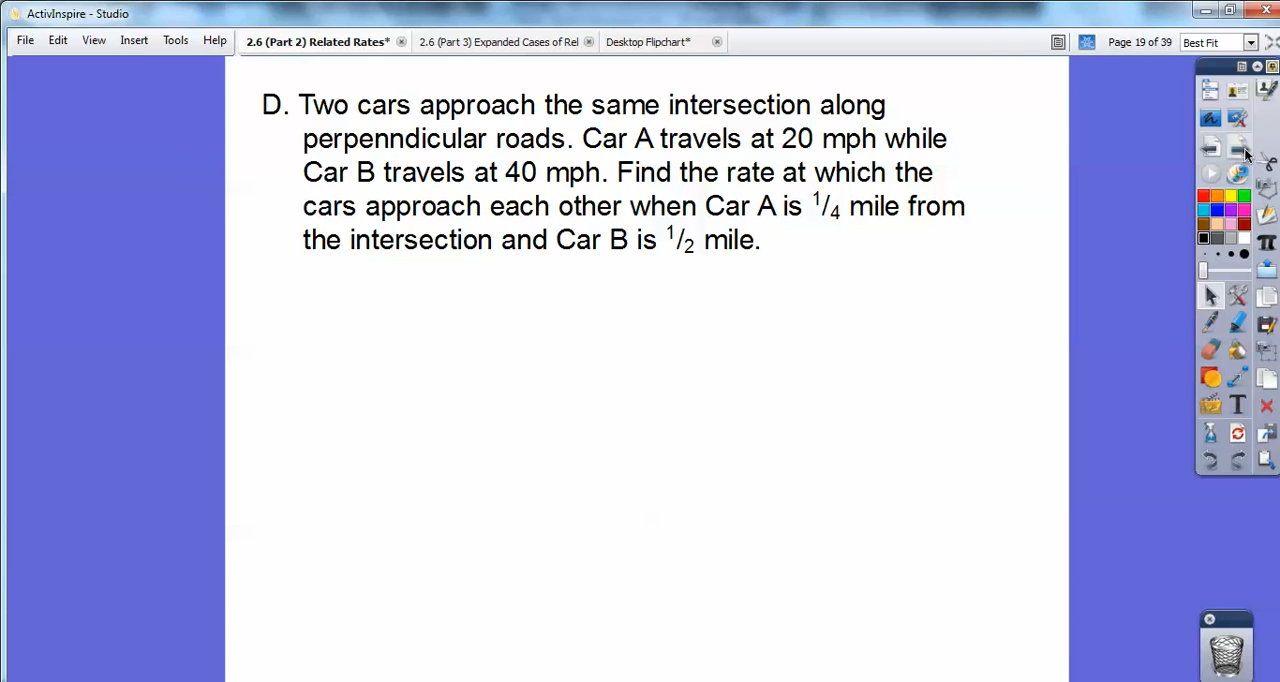 ActivInspire - Studio
File Edit View Insert Tools Help
2.6 (Part 2) Related Rates* 2.6 (Part 3) Expanded Cases of Rel Desktop Flipchart* Page 19 of 39 Best Fit
D. Two cars approach the same intersection along
perpenndicular roads. Car A travels at 20 mph while
Car B travels at 40 mph. Find the rate at which the
cars approach each other when Car A is 1/4 mile from
the intersection and Car B is 1/2 mile.